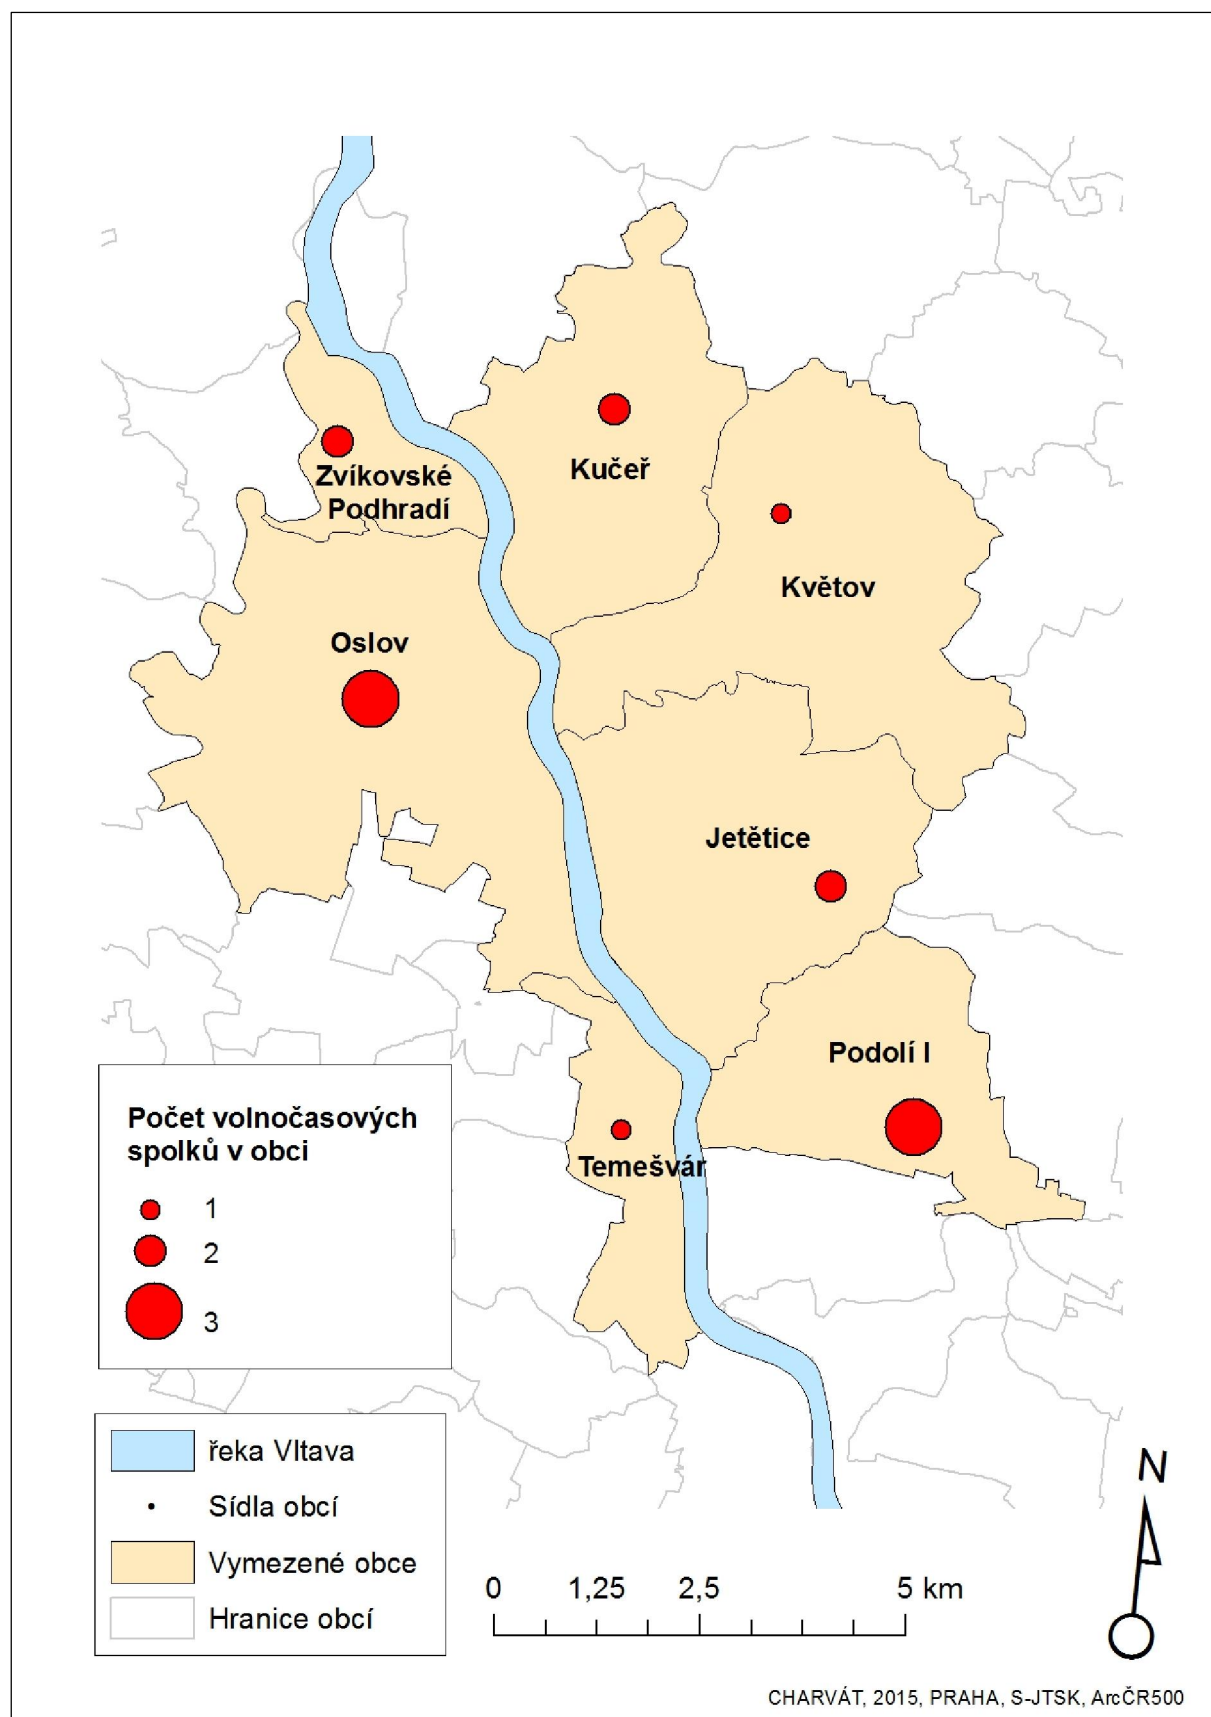 Zvíkovské
Podhradí
Kučeř
Květov
Oslov
Jetětice
Podolí I
Temešvár
Počet volnočasových
spolků v obci
1
2
3
řeka Vltava
Sídla obcí
Vymezené obce
Hranice obcí
0 1,25 2,5 5 km
N
CHARVÁT, 2015, PRAHA, S-JTSK, ArcČR500